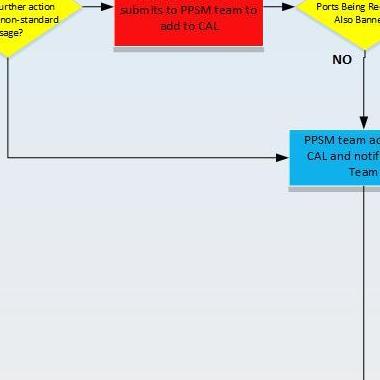 urther action
non-standard
sage?
submits to PPSM team to
add to CAL
Ports Being Re
Also Banne
NO
PPSM team ad
CAL and notif
Team